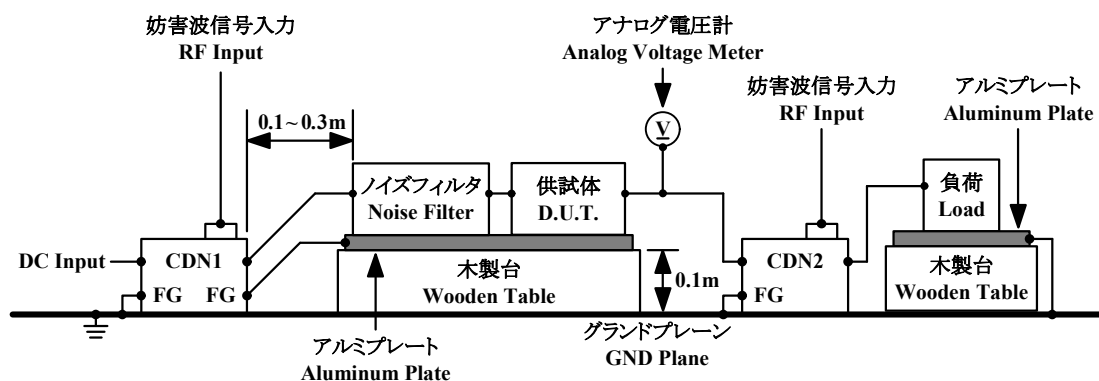 妨害波信号入力
RF Input
アナログ電圧計
Analog Voltage Meter
妨害波信号入力
RF Input
アルミプレート
Aluminum Plate
0.1~0.3m
V
ノイズフィルタ
Noise Filter
供試体
D.U.T.
負荷
Load
DC Input
CDN1
FG
FG
木製台
Wooden Table
0.1m
CDN2
FG
木製台
Wooden Table
アルミプレート
Aluminum Plate
グランドプレーン
GND Plane